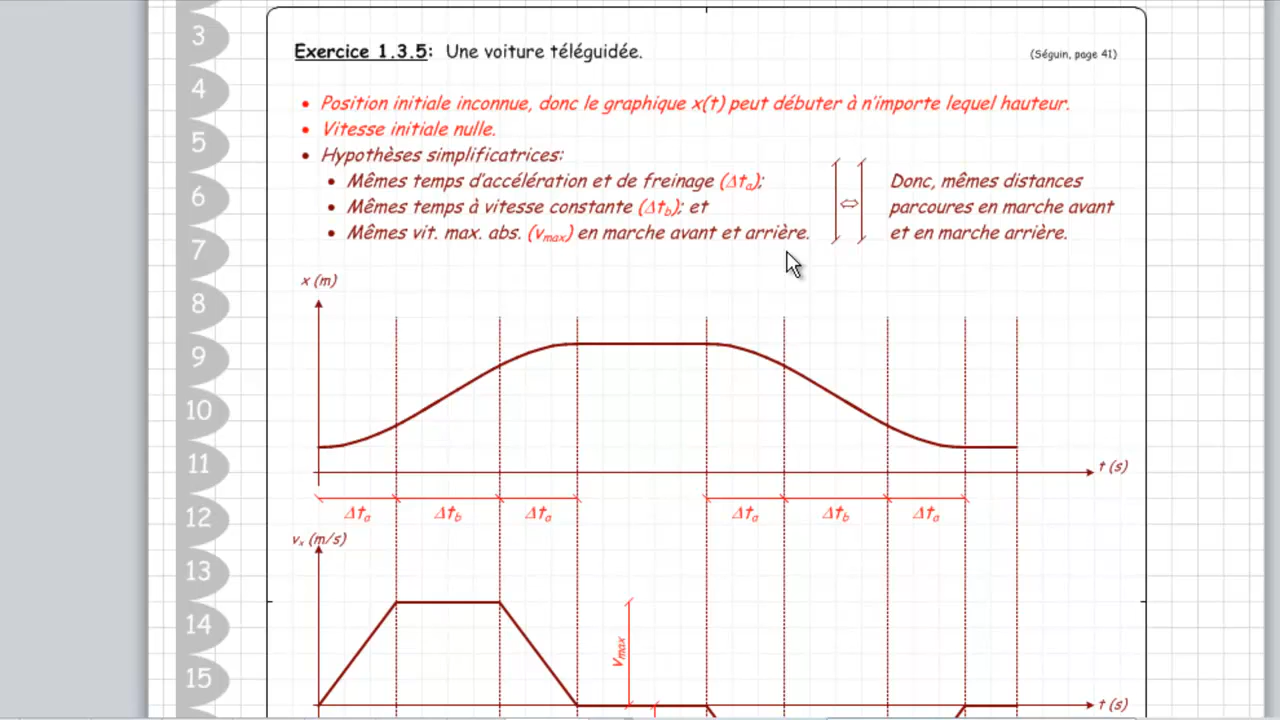 3
4
5
6
7
8
9
10
11
12
13
14
15
Exercice 1.3.5: Une voiture téléguidée.
(Séguin, page 41)
• Position initiale inconnue, donc le graphique x(t) peut débuter à n'importe lequel hauteur.
• Vitesse initiale nulle.
• Hypothèses simplificatrices:
• Mêmes temps d'accélération et de freinage (Δta);
• Mêmes temps à vitesse constante (Δtb); et
• Mêmes vit. max. abs. (vmax) en marche avant et arrière.
⇔
Donc, mêmes distances
parcoures en marche avant
et en marche arrière.
x (m)
t (s)
Δta Δtb Δta Δta Δtb Δta
vx (m/s)
vmax
t (s)